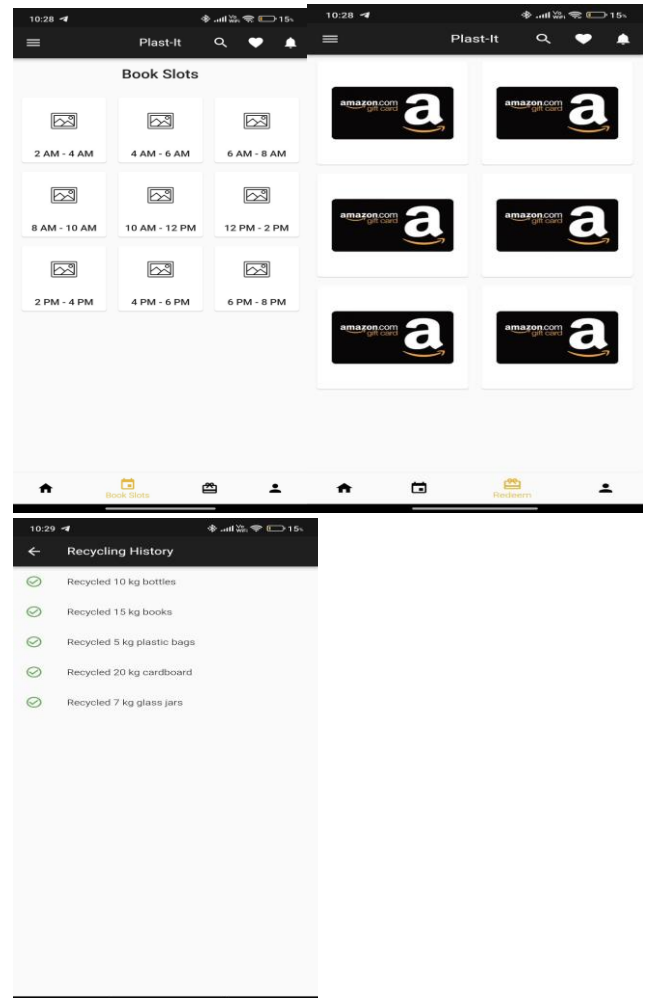 10:28
15%
Plast-It
Book Slots
2 AM - 4 AM
4 AM - 6 AM
6 AM - 8 AM
8 AM - 10 AM
10 AM - 12 PM
12 PM - 2 PM
2 PM - 4 PM
4 PM - 6 PM
6 PM - 8 PM
Book Slots
10:28
15%
Plast-It
amazon.com
gift card
a
amazon.com
gift card
a
amazon.com
gift card
a
amazon.com
gift card
a
amazon.com
gift card
a
amazon.com
gift card
a
Redeem
10:29
15%
Recycling History
Recycled 10 kg bottles
Recycled 15 kg books
Recycled 5 kg plastic bags
Recycled 20 kg cardboard
Recycled 7 kg glass jars